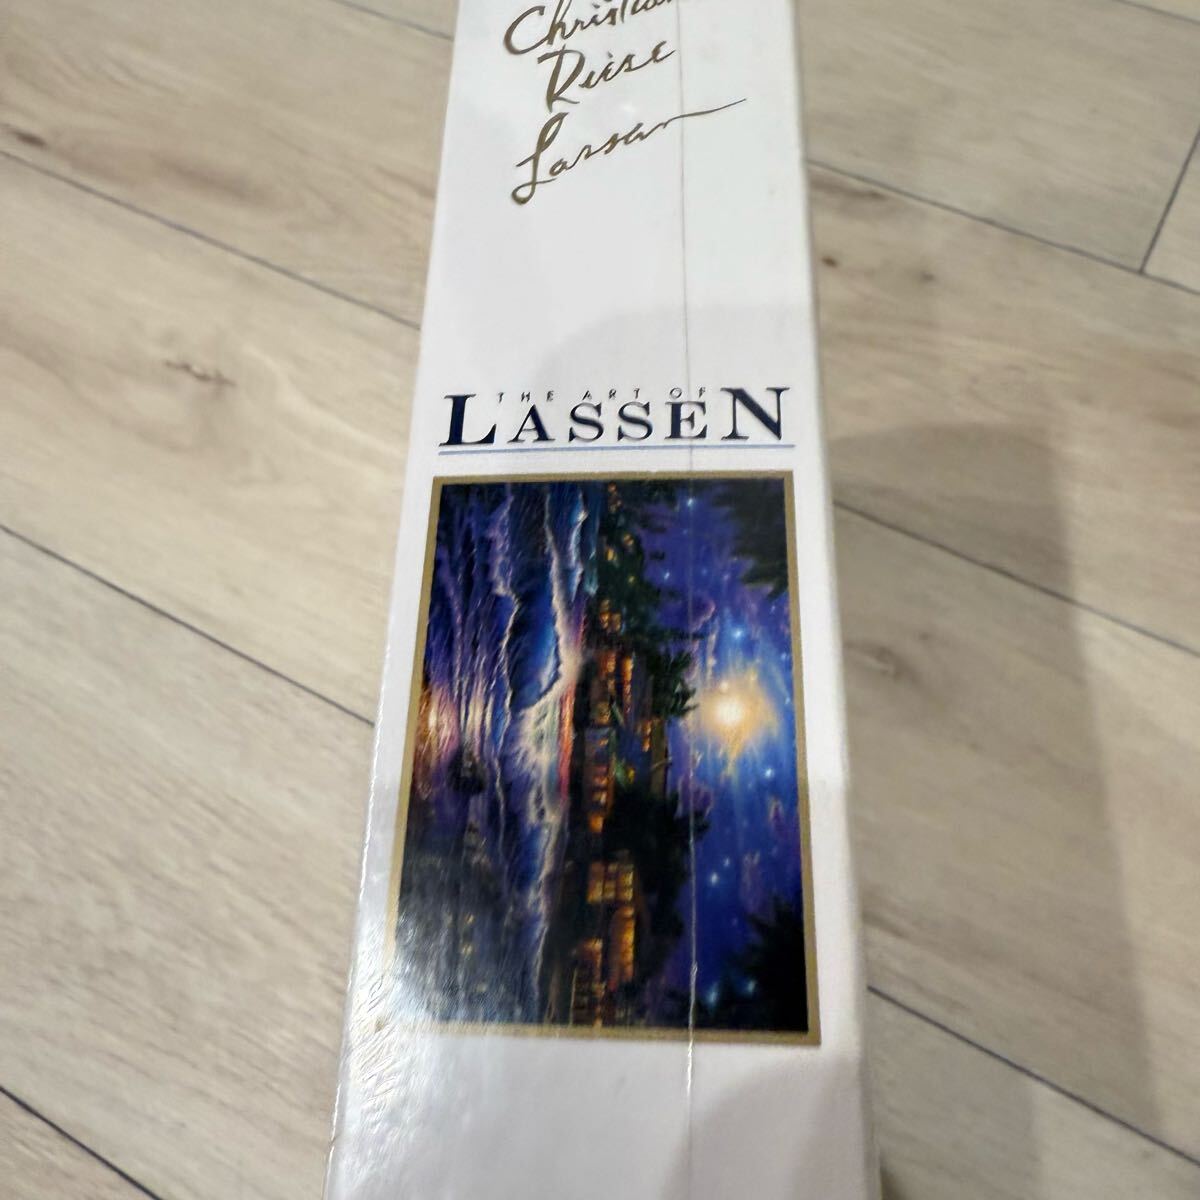 Christian
Riese
Lassen
THE ART OF
LASSEN